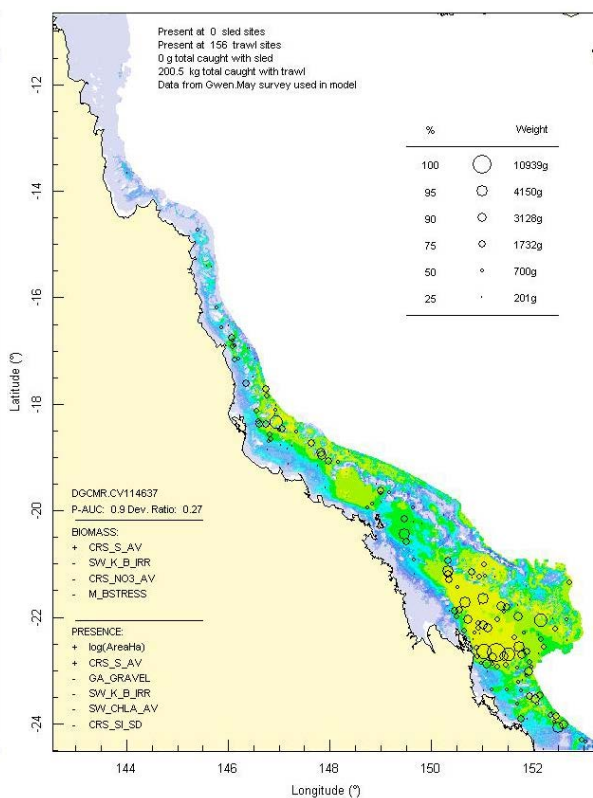 Present at 0 sled sites
Present at 156 trawl sites
0 g total caught with sled
200.5 kg total caught with trawl
Data from Gwen.May survey used in model
% Weight
100 10939g
95 4150g
90 3128g
75 1732g
50 700g
25 201g
-12
-14
-16
-18
-20
-22
-24
Latitude (°)
DGCMR.CV114637
P-AUC: 0.9 Dev. Ratio: 0.27
BIOMASS:
+ CRS_S_AV
- SW_K_B_IRR
- CRS_NO3_AV
- M_BSTRESS
PRESENCE:
+ log(AreaHa)
+ CRS_S_AV
- GA_GRAVEL
- SW_K_B_IRR
- SW_CHLA_AV
- CRS_SI_SD
144 146 148 150 152
Longitude (°)